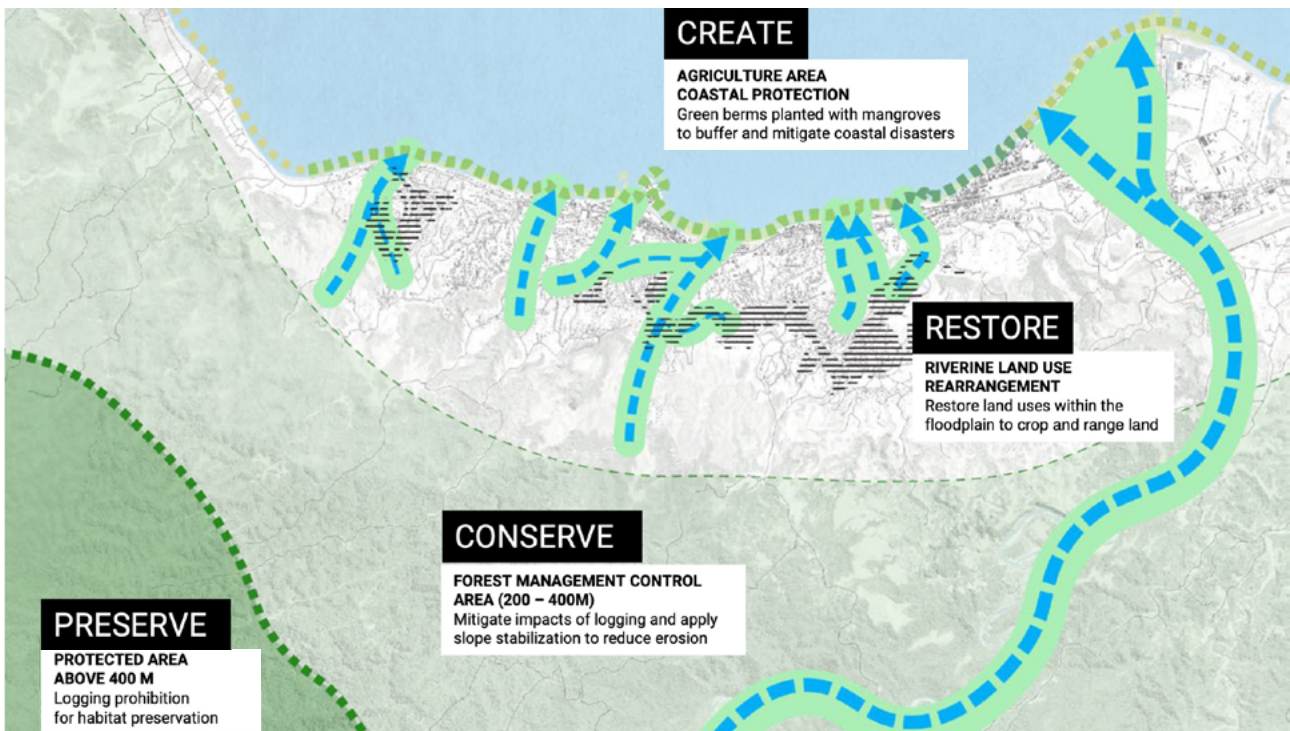 CREATE
AGRICULTURE AREA
COASTAL PROTECTION
Green berms planted with mangroves
to buffer and mitigate coastal disasters
RESTORE
RIVERINE LAND USE
REARRANGEMENT
Restore land uses within the
floodplain to crop and range land
CONSERVE
FOREST MANAGEMENT CONTROL
AREA (200 – 400M)
Mitigate impacts of logging and apply
slope stabilization to reduce erosion
PRESERVE
PROTECTED AREA
ABOVE 400 M
Logging prohibition
for habitat preservation